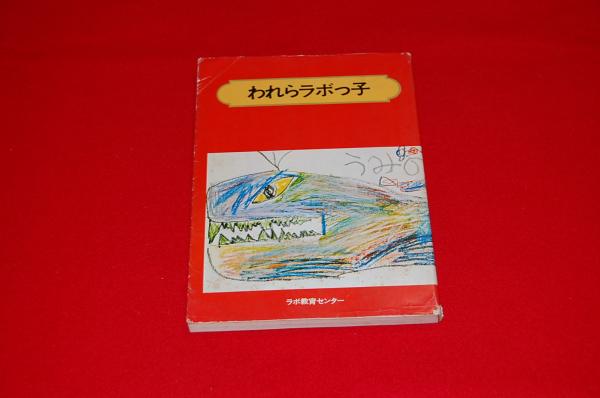 われらラボっ子
うみの
ラボ教育センター